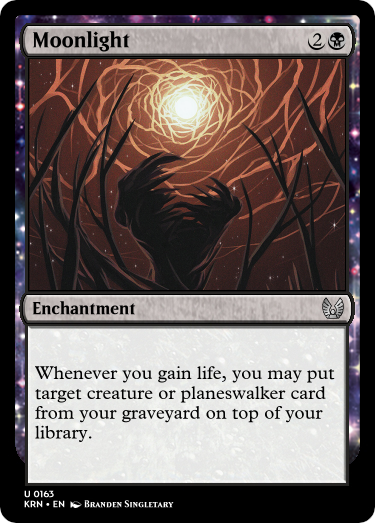 Moonlight 2
Enchantment
Whenever you gain life, you may put
target creature or planeswalker card
from your graveyard on top of your
library.
U 0163
KRN • EN Branden Singletary